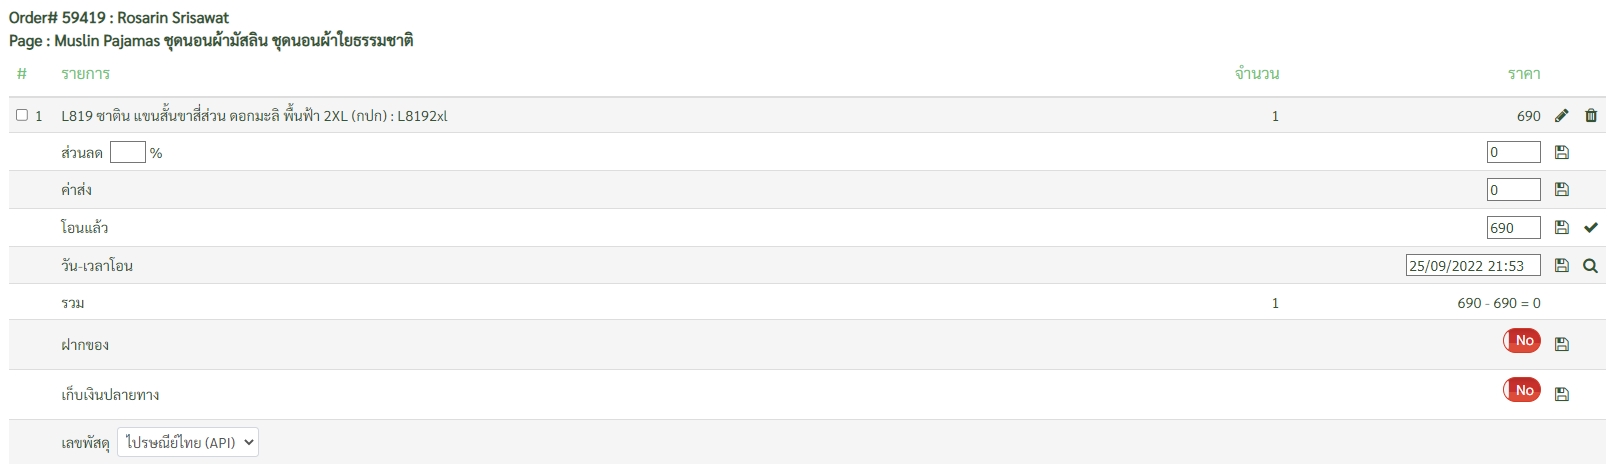 Order# 59419 : Rosarin Srisawat
Page : Muslin Pajamas ชุดนอนผ้ามัสลิน ชุดนอนผ้าใยธรรมชาติ
# รายการ จำนวน ราคา
1 L819 ซาติน แขนสั้นขาสี่ส่วน ดอกมะลิ พื้นฟ้า 2XL (กปก) : L8192xl 1 690
ส่วนลด % 0
ค่าส่ง 0
โอนแล้ว 690
วัน-เวลาโอน 25/09/2022 21:53
รวม 1 690 - 690 = 0
ฝากของ No
เก็บเงินปลายทาง No
เลขพัสดุ ไปรษณีย์ไทย (API)